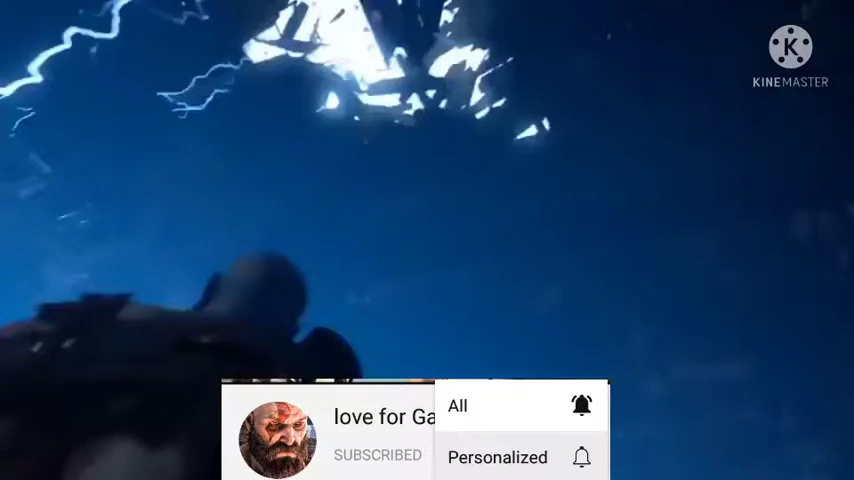 K
KINEMASTER
love for Ga
All
SUBSCRIBED
Personalized